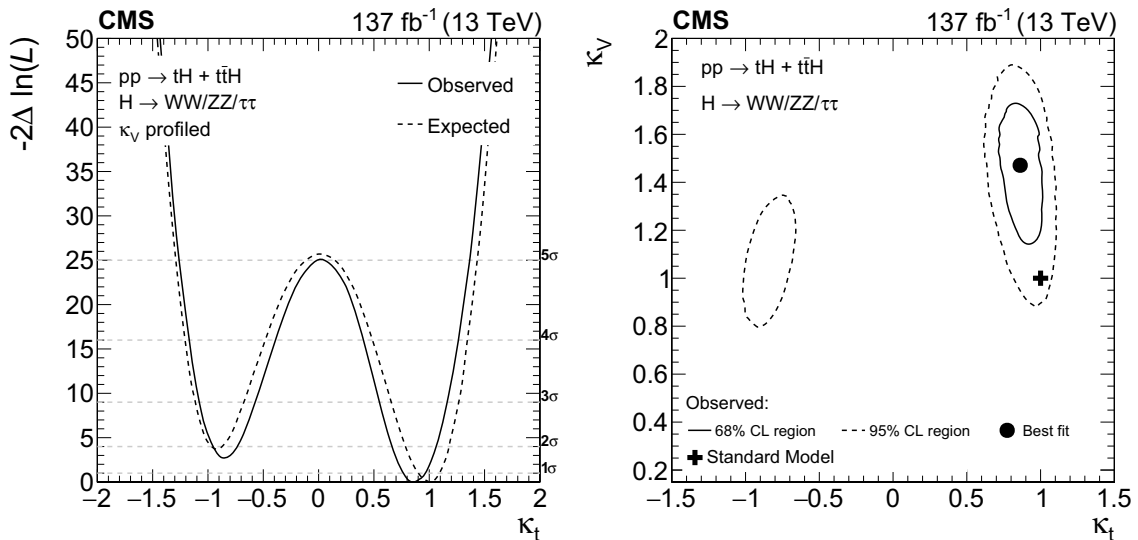 CMS 137 fb⁻¹ (13 TeV)
-2Δ ln(L)
50
45
40
35
30
25
20
15
10
5
0
pp → tH + tt̄H
H → WW/ZZ/ττ
κ_V profiled
Observed
Expected
5σ
4σ
3σ
2σ
1σ
−2 −1.5 −1 −0.5 0 0.5 1 1.5 2
κ_t
CMS 137 fb⁻¹ (13 TeV)
κ_V
2
1.8
1.6
1.4
1.2
1
0.8
0.6
0.4
0.2
pp → tH + tt̄H
H → WW/ZZ/ττ
Observed:
68% CL region 95% CL region Best fit
Standard Model
−1.5 −1 −0.5 0 0.5 1 1.5
κ_t